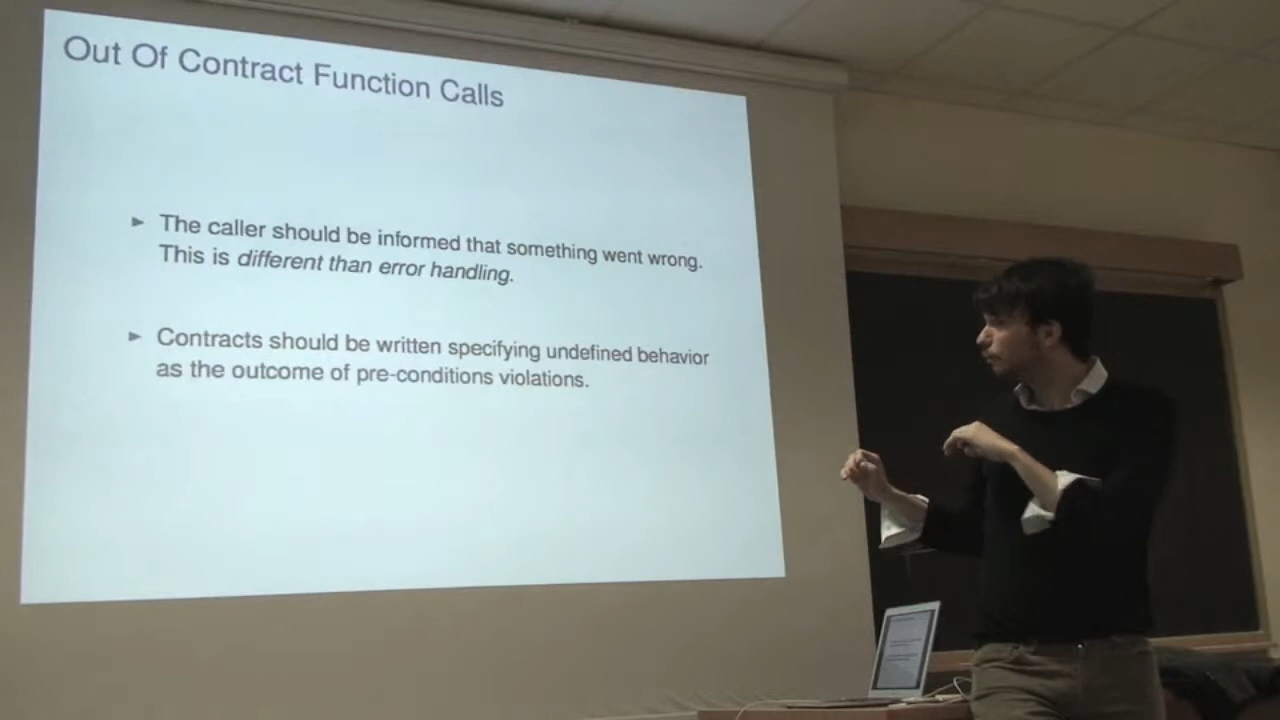 Out Of Contract Function Calls
► The caller should be informed that something went wrong.
This is different than error handling.
► Contracts should be written specifying undefined behavior
as the outcome of pre-conditions violations.